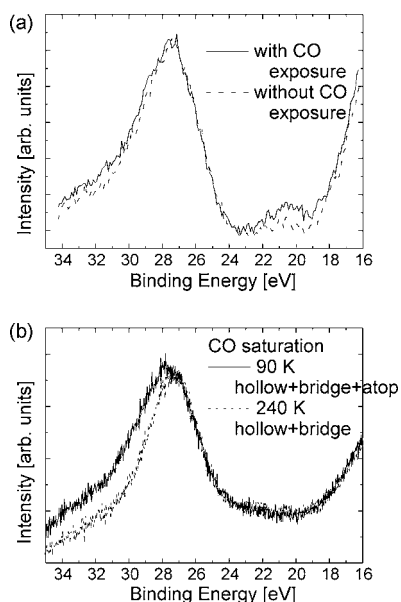 (a)
with CO
exposure
without CO
exposure
Intensity [arb. units]
34 32 30 28 26 24 22 20 18 16
Binding Energy [eV]
(b)
CO saturation
90 K
hollow+bridge+atop
240 K
hollow+bridge
Intensity [arb. units]
34 32 30 28 26 24 22 20 18 16
Binding Energy [eV]